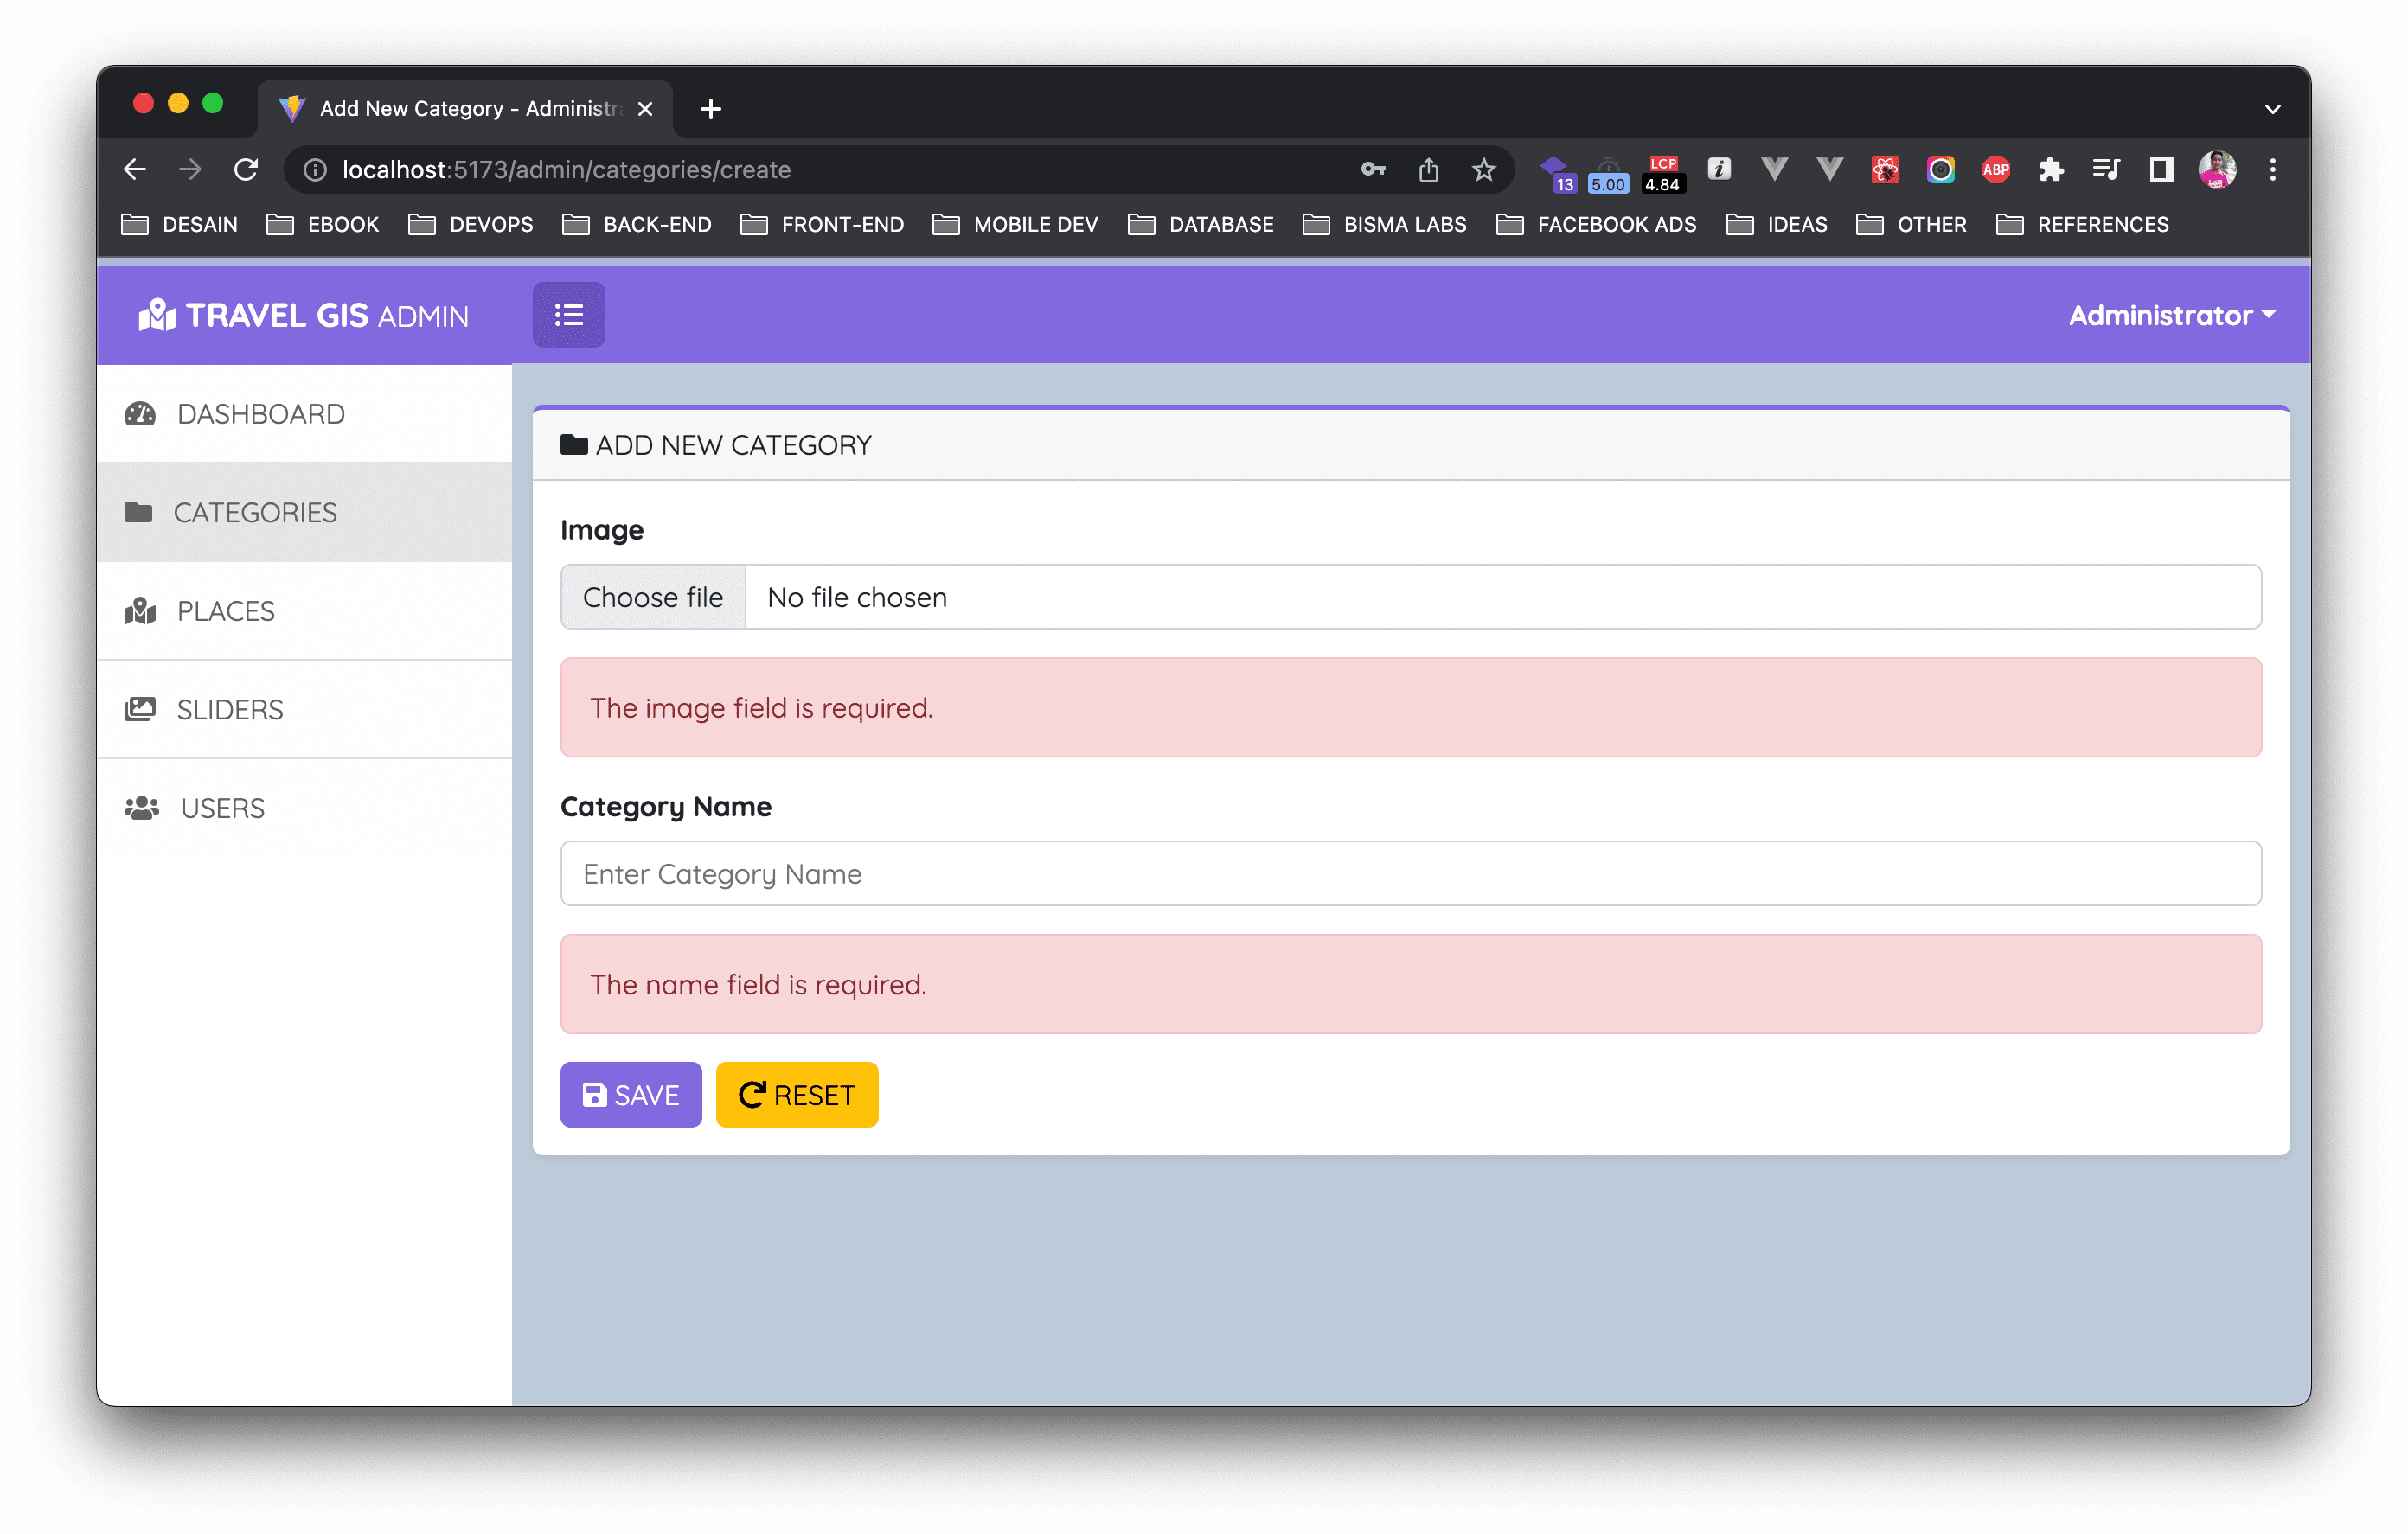 Add New Category - Administr
localhost:5173/admin/categories/create
13
5.00
LCP
4.84
ABP
DESAIN
EBOOK
DEVOPS
BACK-END
FRONT-END
MOBILE DEV
DATABASE
BISMA LABS
FACEBOOK ADS
IDEAS
OTHER
REFERENCES
TRAVEL GIS ADMIN
Administrator
DASHBOARD
CATEGORIES
PLACES
SLIDERS
USERS
ADD NEW CATEGORY
Image
Choose file No file chosen
The image field is required.
Category Name
Enter Category Name
The name field is required.
SAVE
RESET